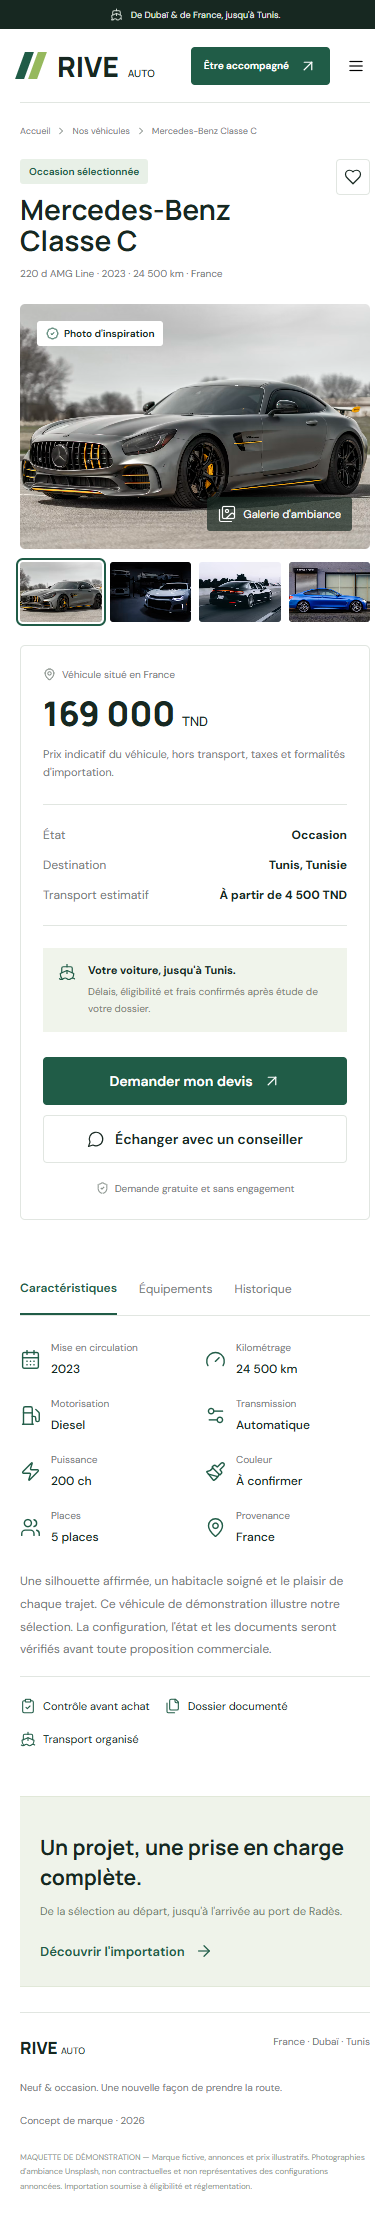 De Dubaï & de France, jusqu'à Tunis.
RIVE AUTO
Être accompagné
Accueil
Nos véhicules
Mercedes-Benz Classe C
Occasion sélectionnée
Mercedes-Benz
Classe C
220 d AMG Line · 2023 · 24 500 km · France
Photo d'inspiration
Galerie d'ambiance
Véhicule situé en France
169 000 TND
Prix indicatif du véhicule, hors transport, taxes et formalités
d'importation.
État
Occasion
Destination
Tunis, Tunisie
Transport estimatif
À partir de 4 500 TND
Votre voiture, jusqu'à Tunis.
Délais, éligibilité et frais confirmés après étude de
votre dossier.
Demander mon devis
Échanger avec un conseiller
Demande gratuite et sans engagement
Caractéristiques
Équipements
Historique
Mise en circulation
2023
Kilométrage
24 500 km
Motorisation
Diesel
Transmission
Automatique
Puissance
200 ch
Couleur
À confirmer
Places
5 places
Provenance
France
Une silhouette affirmée, un habitacle soigné et le plaisir de
chaque trajet. Ce véhicule de démonstration illustre notre
sélection. La configuration, l'état et les documents seront
vérifiés avant toute proposition commerciale.
Contrôle avant achat
Dossier documenté
Transport organisé
Un projet, une prise en charge
complète.
De la sélection au départ, jusqu'à l'arrivée au port de Radès.
Découvrir l'importation
RIVE AUTO
France · Dubaï · Tunis
Neuf & occasion. Une nouvelle façon de prendre la route.
Concept de marque · 2026
MAQUETTE DE DÉMONSTRATION — Marque fictive, annonces et prix illustratifs. Photographies
d'ambiance Unsplash, non contractuelles et non représentatives des configurations
annoncées. Importation soumise à éligibilité et réglementation.